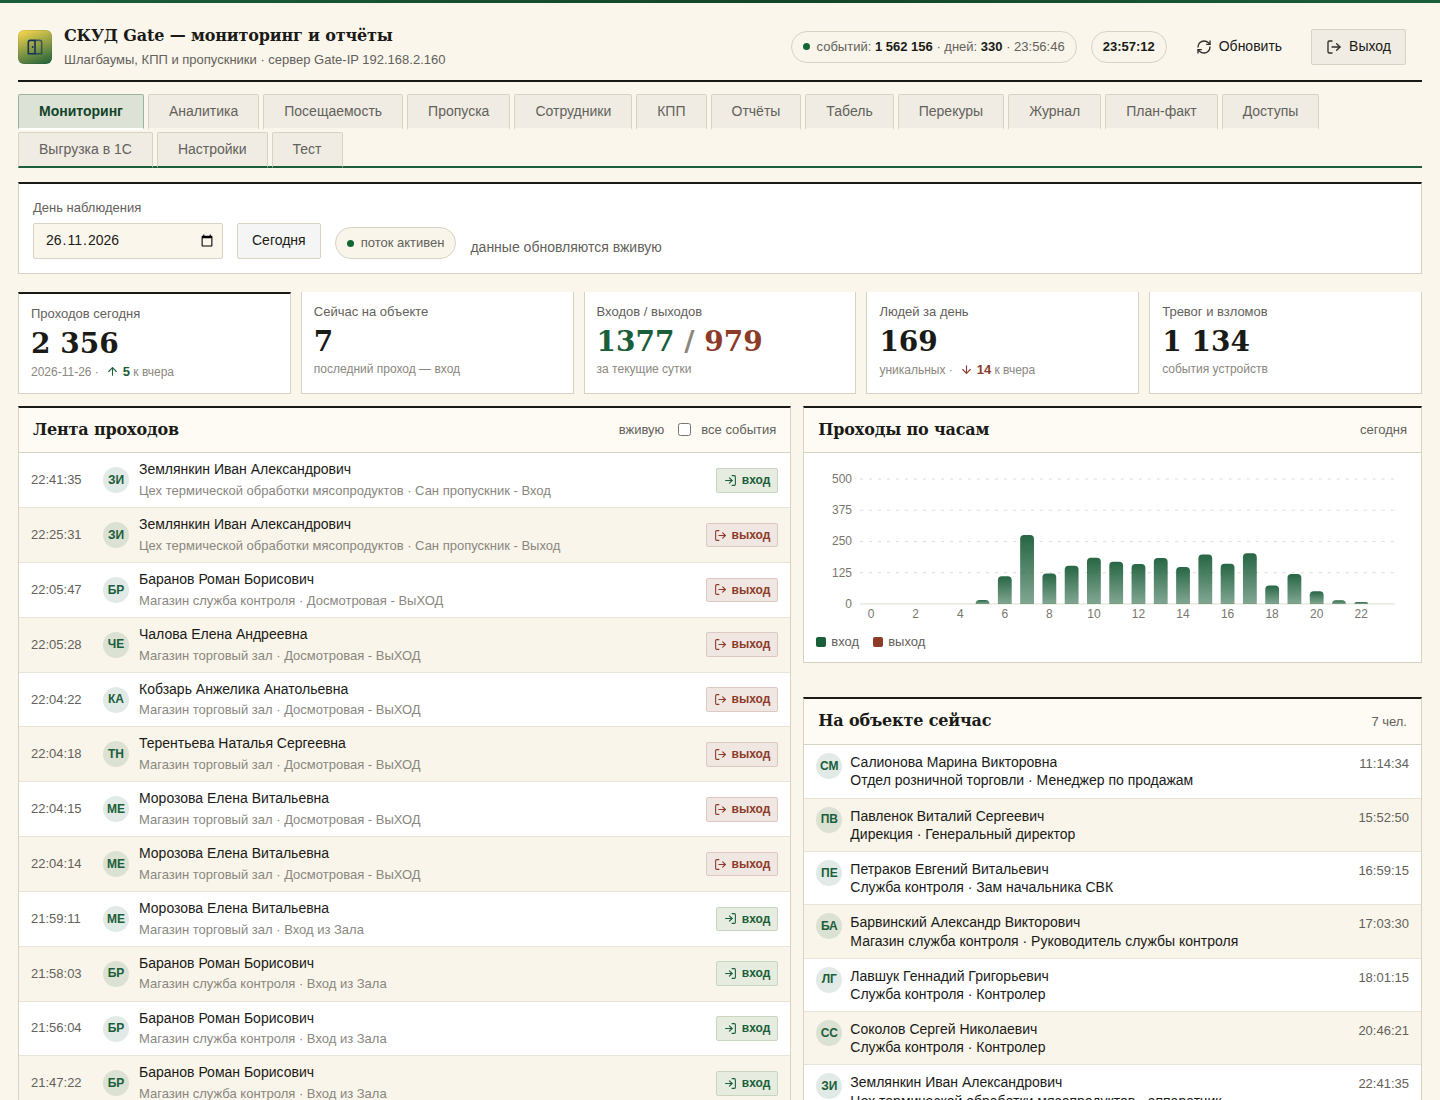 СКУД Gate — мониторинг и отчёты
Шлагбаумы, КПП и пропускники · сервер Gate-IP 192.168.2.160
событий: 1 562 156 · дней: 330 · 23:56:46
23:57:12
Обновить
Выход
Мониторинг
Аналитика
Посещаемость
Пропуска
Сотрудники
КПП
Отчёты
Табель
Перекуры
Журнал
План-факт
Доступы
Выгрузка в 1С
Настройки
Тест
День наблюдения
26.11.2026
Сегодня
поток активен
данные обновляются вживую
Проходов сегодня
2 356
2026-11-26 · ↑ 5 к вчера
Сейчас на объекте
7
последний проход — вход
Входов / выходов
1377 / 979
за текущие сутки
Людей за день
169
уникальных · ↓ 14 к вчера
Тревог и взломов
1 134
события устройств
Лента проходов
вживую
все события
22:41:35
ЗИ
Землянкин Иван Александрович
Цех термической обработки мясопродуктов · Сан пропускник - Вход
вход
22:25:31
ЗИ
Землянкин Иван Александрович
Цех термической обработки мясопродуктов · Сан пропускник - Выход
выход
22:05:47
БР
Баранов Роман Борисович
Магазин служба контроля · Досмотровая - ВыХОД
выход
22:05:28
ЧЕ
Чалова Елена Андреевна
Магазин торговый зал · Досмотровая - ВыХОД
выход
22:04:22
КА
Кобзарь Анжелика Анатольевна
Магазин торговый зал · Досмотровая - ВыХОД
выход
22:04:18
ТН
Терентьева Наталья Сергеевна
Магазин торговый зал · Досмотровая - ВыХОД
выход
22:04:15
МЕ
Морозова Елена Витальевна
Магазин торговый зал · Досмотровая - ВыХОД
выход
22:04:14
МЕ
Морозова Елена Витальевна
Магазин торговый зал · Досмотровая - ВыХОД
выход
21:59:11
МЕ
Морозова Елена Витальевна
Магазин торговый зал · Вход из Зала
вход
21:58:03
БР
Баранов Роман Борисович
Магазин служба контроля · Вход из Зала
вход
21:56:04
БР
Баранов Роман Борисович
Магазин служба контроля · Вход из Зала
вход
21:47:22
БР
Баранов Роман Борисович
Магазин служба контроля · Вход из Зала
вход
Проходы по часам
сегодня
500
375
250
125
0
0 2 4 6 8 10 12 14 16 18 20 22
вход
выход
На объекте сейчас
7 чел.
СМ
Салионова Марина Викторовна
Отдел розничной торговли · Менеджер по продажам
11:14:34
ПВ
Павленок Виталий Сергеевич
Дирекция · Генеральный директор
15:52:50
ПЕ
Петраков Евгений Витальевич
Служба контроля · Зам начальника СВК
16:59:15
БА
Барвинский Александр Викторович
Магазин служба контроля · Руководитель службы контроля
17:03:30
ЛГ
Лавшук Геннадий Григорьевич
Служба контроля · Контролер
18:01:15
СС
Соколов Сергей Николаевич
Служба контроля · Контролер
20:46:21
ЗИ
Землянкин Иван Александрович
Цех термической обработки мясопродуктов · аппаратчик
22:41:35